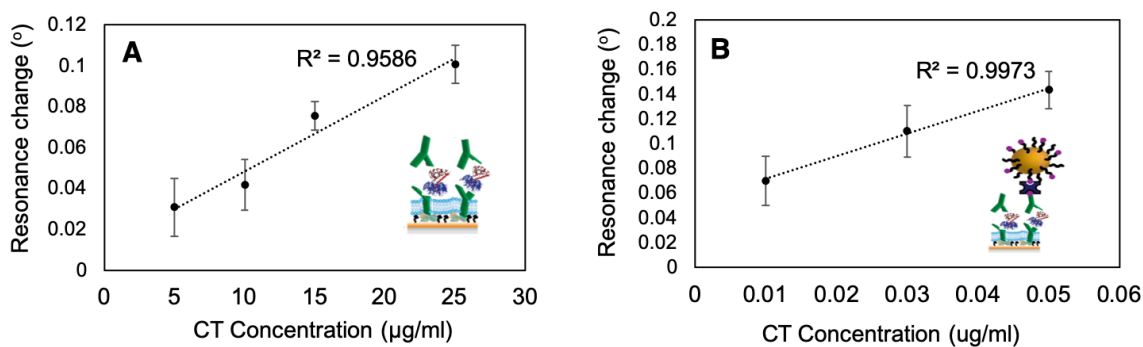 A
R² = 0.9586
Resonance change (°)
0.12
0.1
0.08
0.06
0.04
0.02
0
0 5 10 15 20 25 30
CT Concentration (µg/ml)
B
R² = 0.9973
Resonance change (°)
0.2
0.18
0.16
0.14
0.12
0.1
0.08
0.06
0.04
0.02
0
0 0.01 0.02 0.03 0.04 0.05 0.06
CT Concentration (ug/ml)